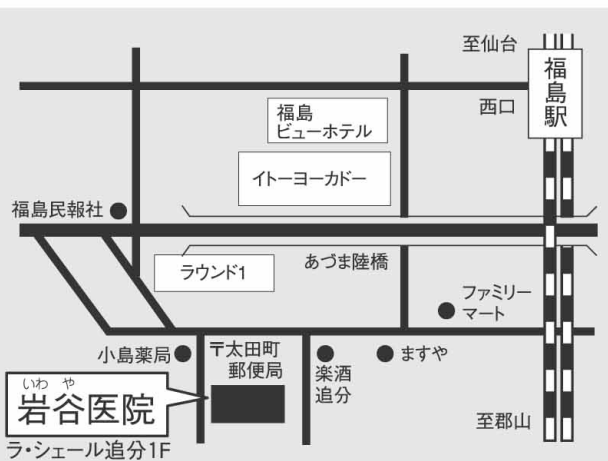 至仙台
福島駅
西口
福島
ビューホテル
イトーヨーカドー
福島民報社
あづま陸橋
ラウンド1
ファミリー
マート
小島薬局
〒太田町
郵便局
楽酒
追分
ますや
いわ や
岩谷医院
ラ・シェール追分1F
至郡山